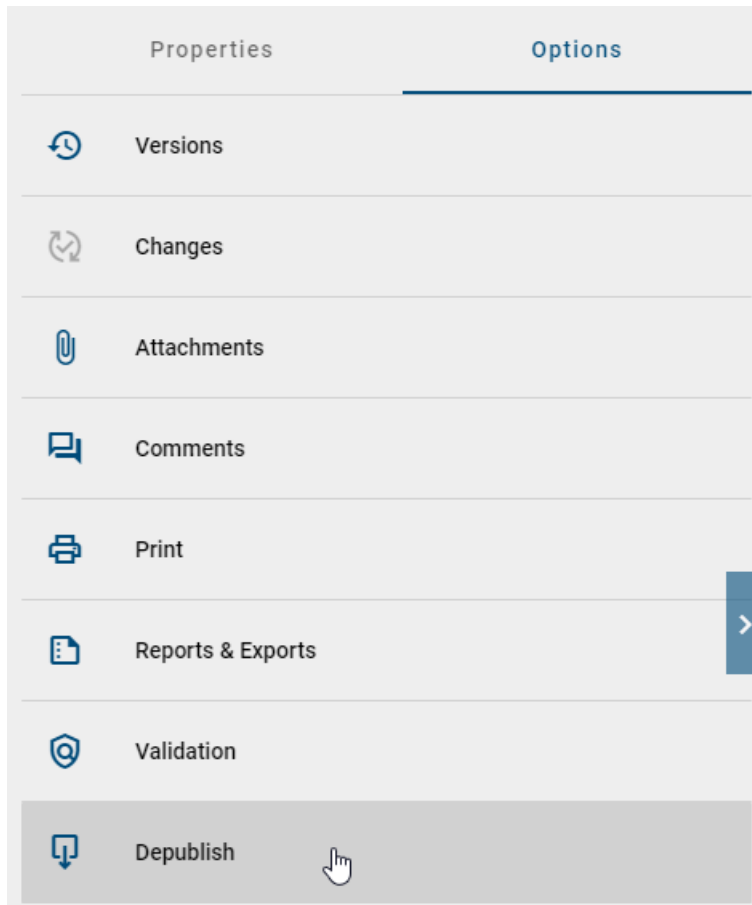 Properties Options
Versions
Changes
Attachments
Comments
Print
Reports & Exports
Validation
Depublish